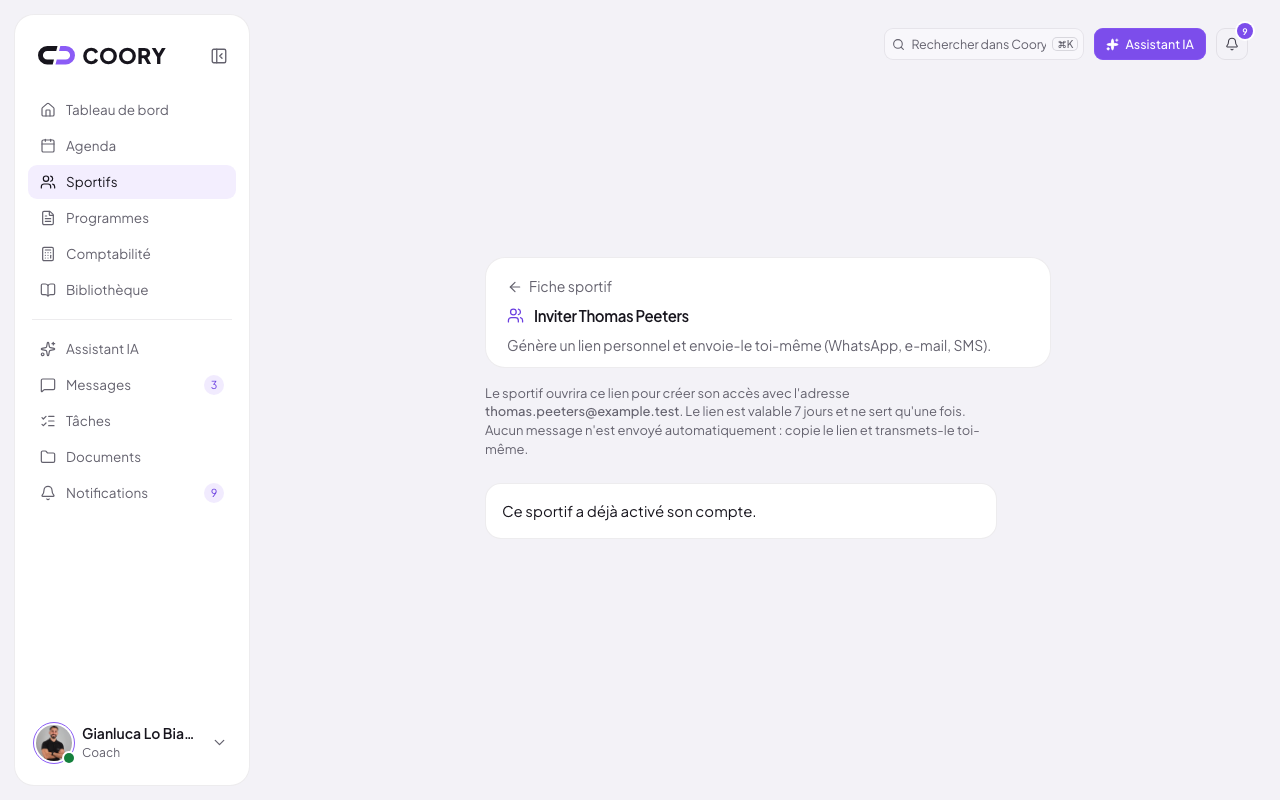 COORY
Tableau de bord
Agenda
Sportifs
Programmes
Comptabilité
Bibliothèque
Assistant IA
Messages 3
Tâches
Documents
Notifications 9
Gianluca Lo Bia...
Coach
Rechercher dans Coory ⌘K
Assistant IA
9
Fiche sportif
Inviter Thomas Peeters
Génère un lien personnel et envoie-le toi-même (WhatsApp, e-mail, SMS).
Le sportif ouvrira ce lien pour créer son accès avec l'adresse
thomas.peeters@example.test. Le lien est valable 7 jours et ne sert qu'une fois.
Aucun message n'est envoyé automatiquement : copie le lien et transmets-le toi-
même.
Ce sportif a déjà activé son compte.